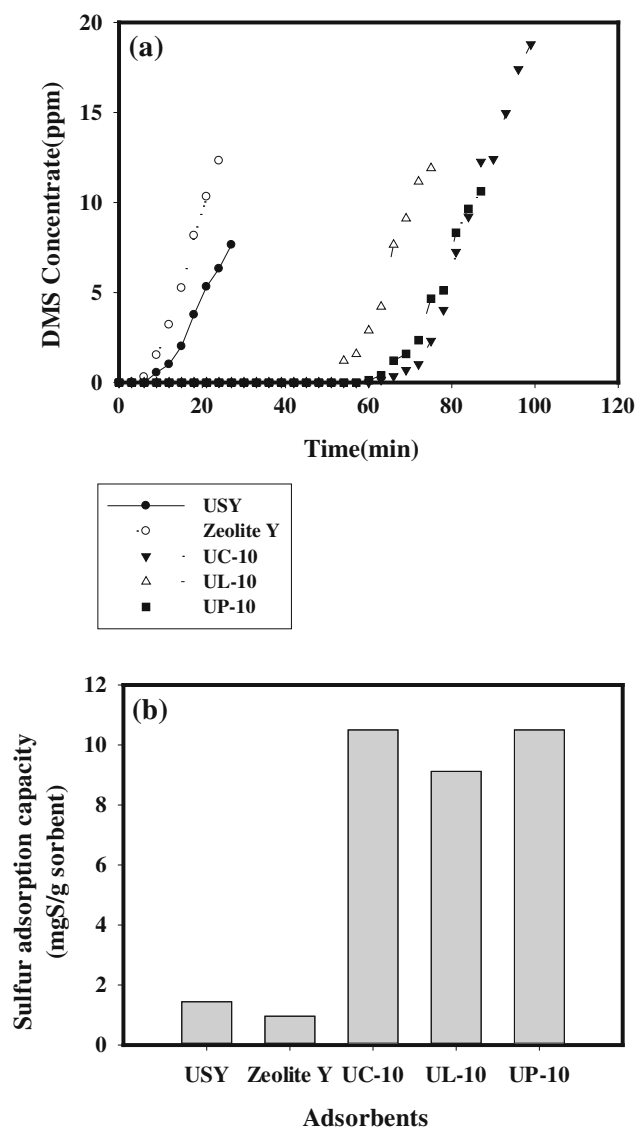 (a)
DMS Concentrate(ppm)
20
15
10
5
0
0 20 40 60 80 100 120
Time(min)
USY
Zeolite Y
UC-10
UL-10
UP-10
(b)
Sulfur adsorption capacity
(mgS/g sorbent)
12
10
8
6
4
2
0
USY Zeolite Y UC-10 UL-10 UP-10
Adsorbents